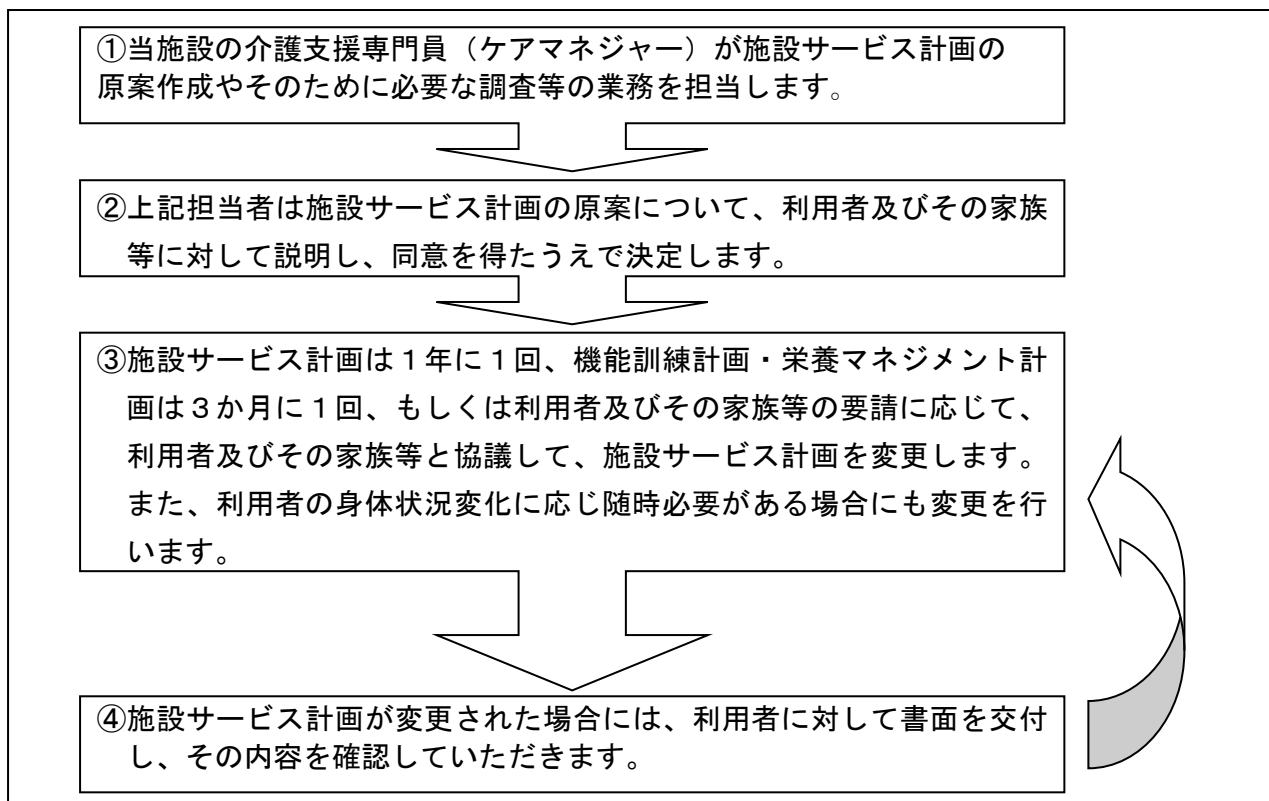 ①当施設の介護支援専門員（ケアマネジャー）が施設サービス計画の
原案作成やそのために必要な調査等の業務を担当します。
②上記担当者は施設サービス計画の原案について、利用者及びその家族
等に対して説明し、同意を得たうえで決定します。
③施設サービス計画は１年に１回、機能訓練計画・栄養マネジメント計
画は３か月に１回、もしくは利用者及びその家族等の要請に応じて、
利用者及びその家族等と協議して、施設サービス計画を変更します。
また、利用者の身体状況変化に応じ随時必要がある場合にも変更を行
います。
④施設サービス計画が変更された場合には、利用者に対して書面を交付
し、その内容を確認していただきます。